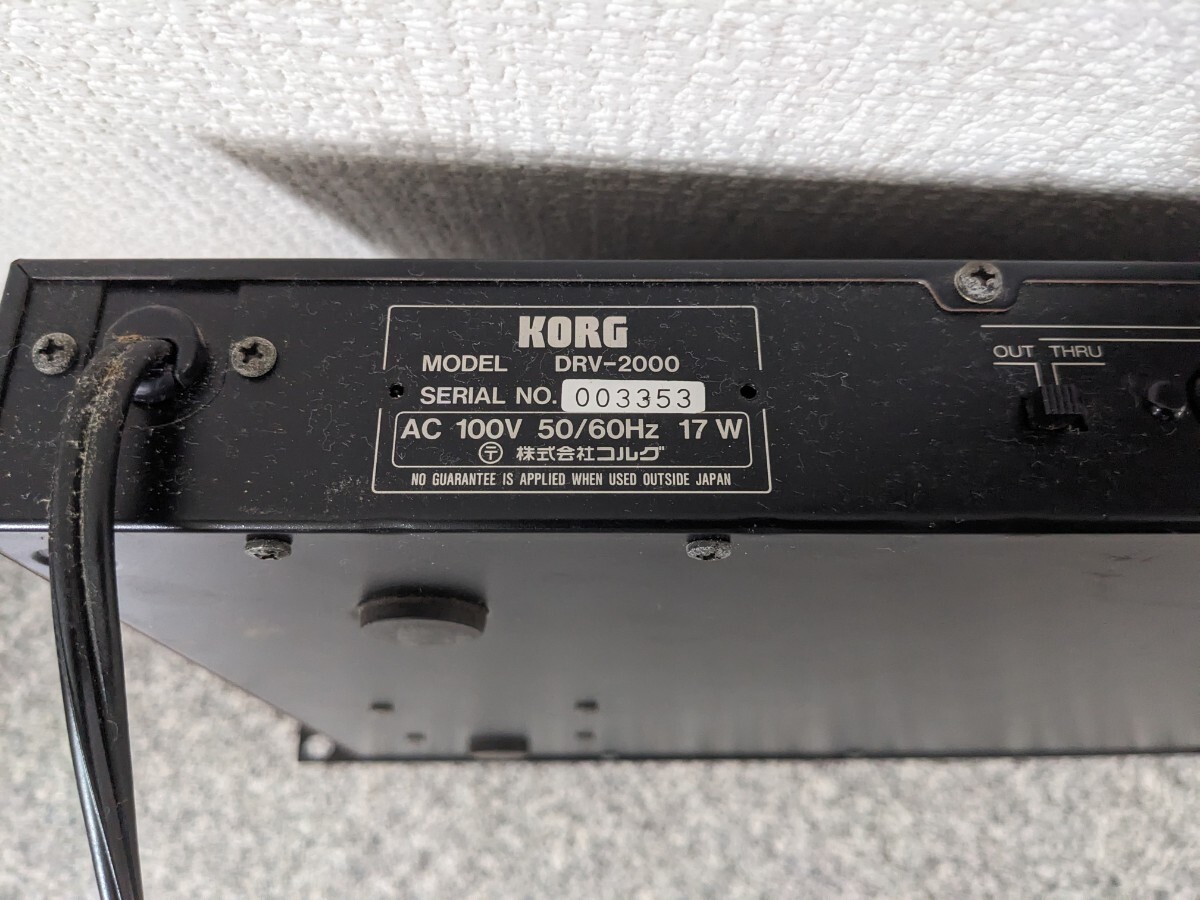 KORG
MODEL DRV-2000
SERIAL NO. 003353
AC 100V 50/60Hz 17 W
〒 株式会社コルグ
NO GUARANTEE IS APPLIED WHEN USED OUTSIDE JAPAN
OUT THRU